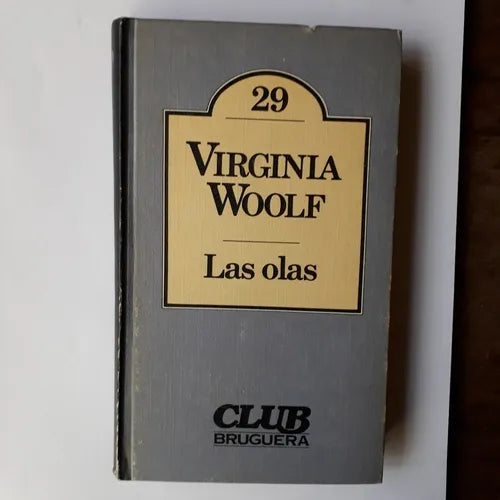 29
VIRGINIA
WOOLF
Las olas
CLUB
BRUGUERA